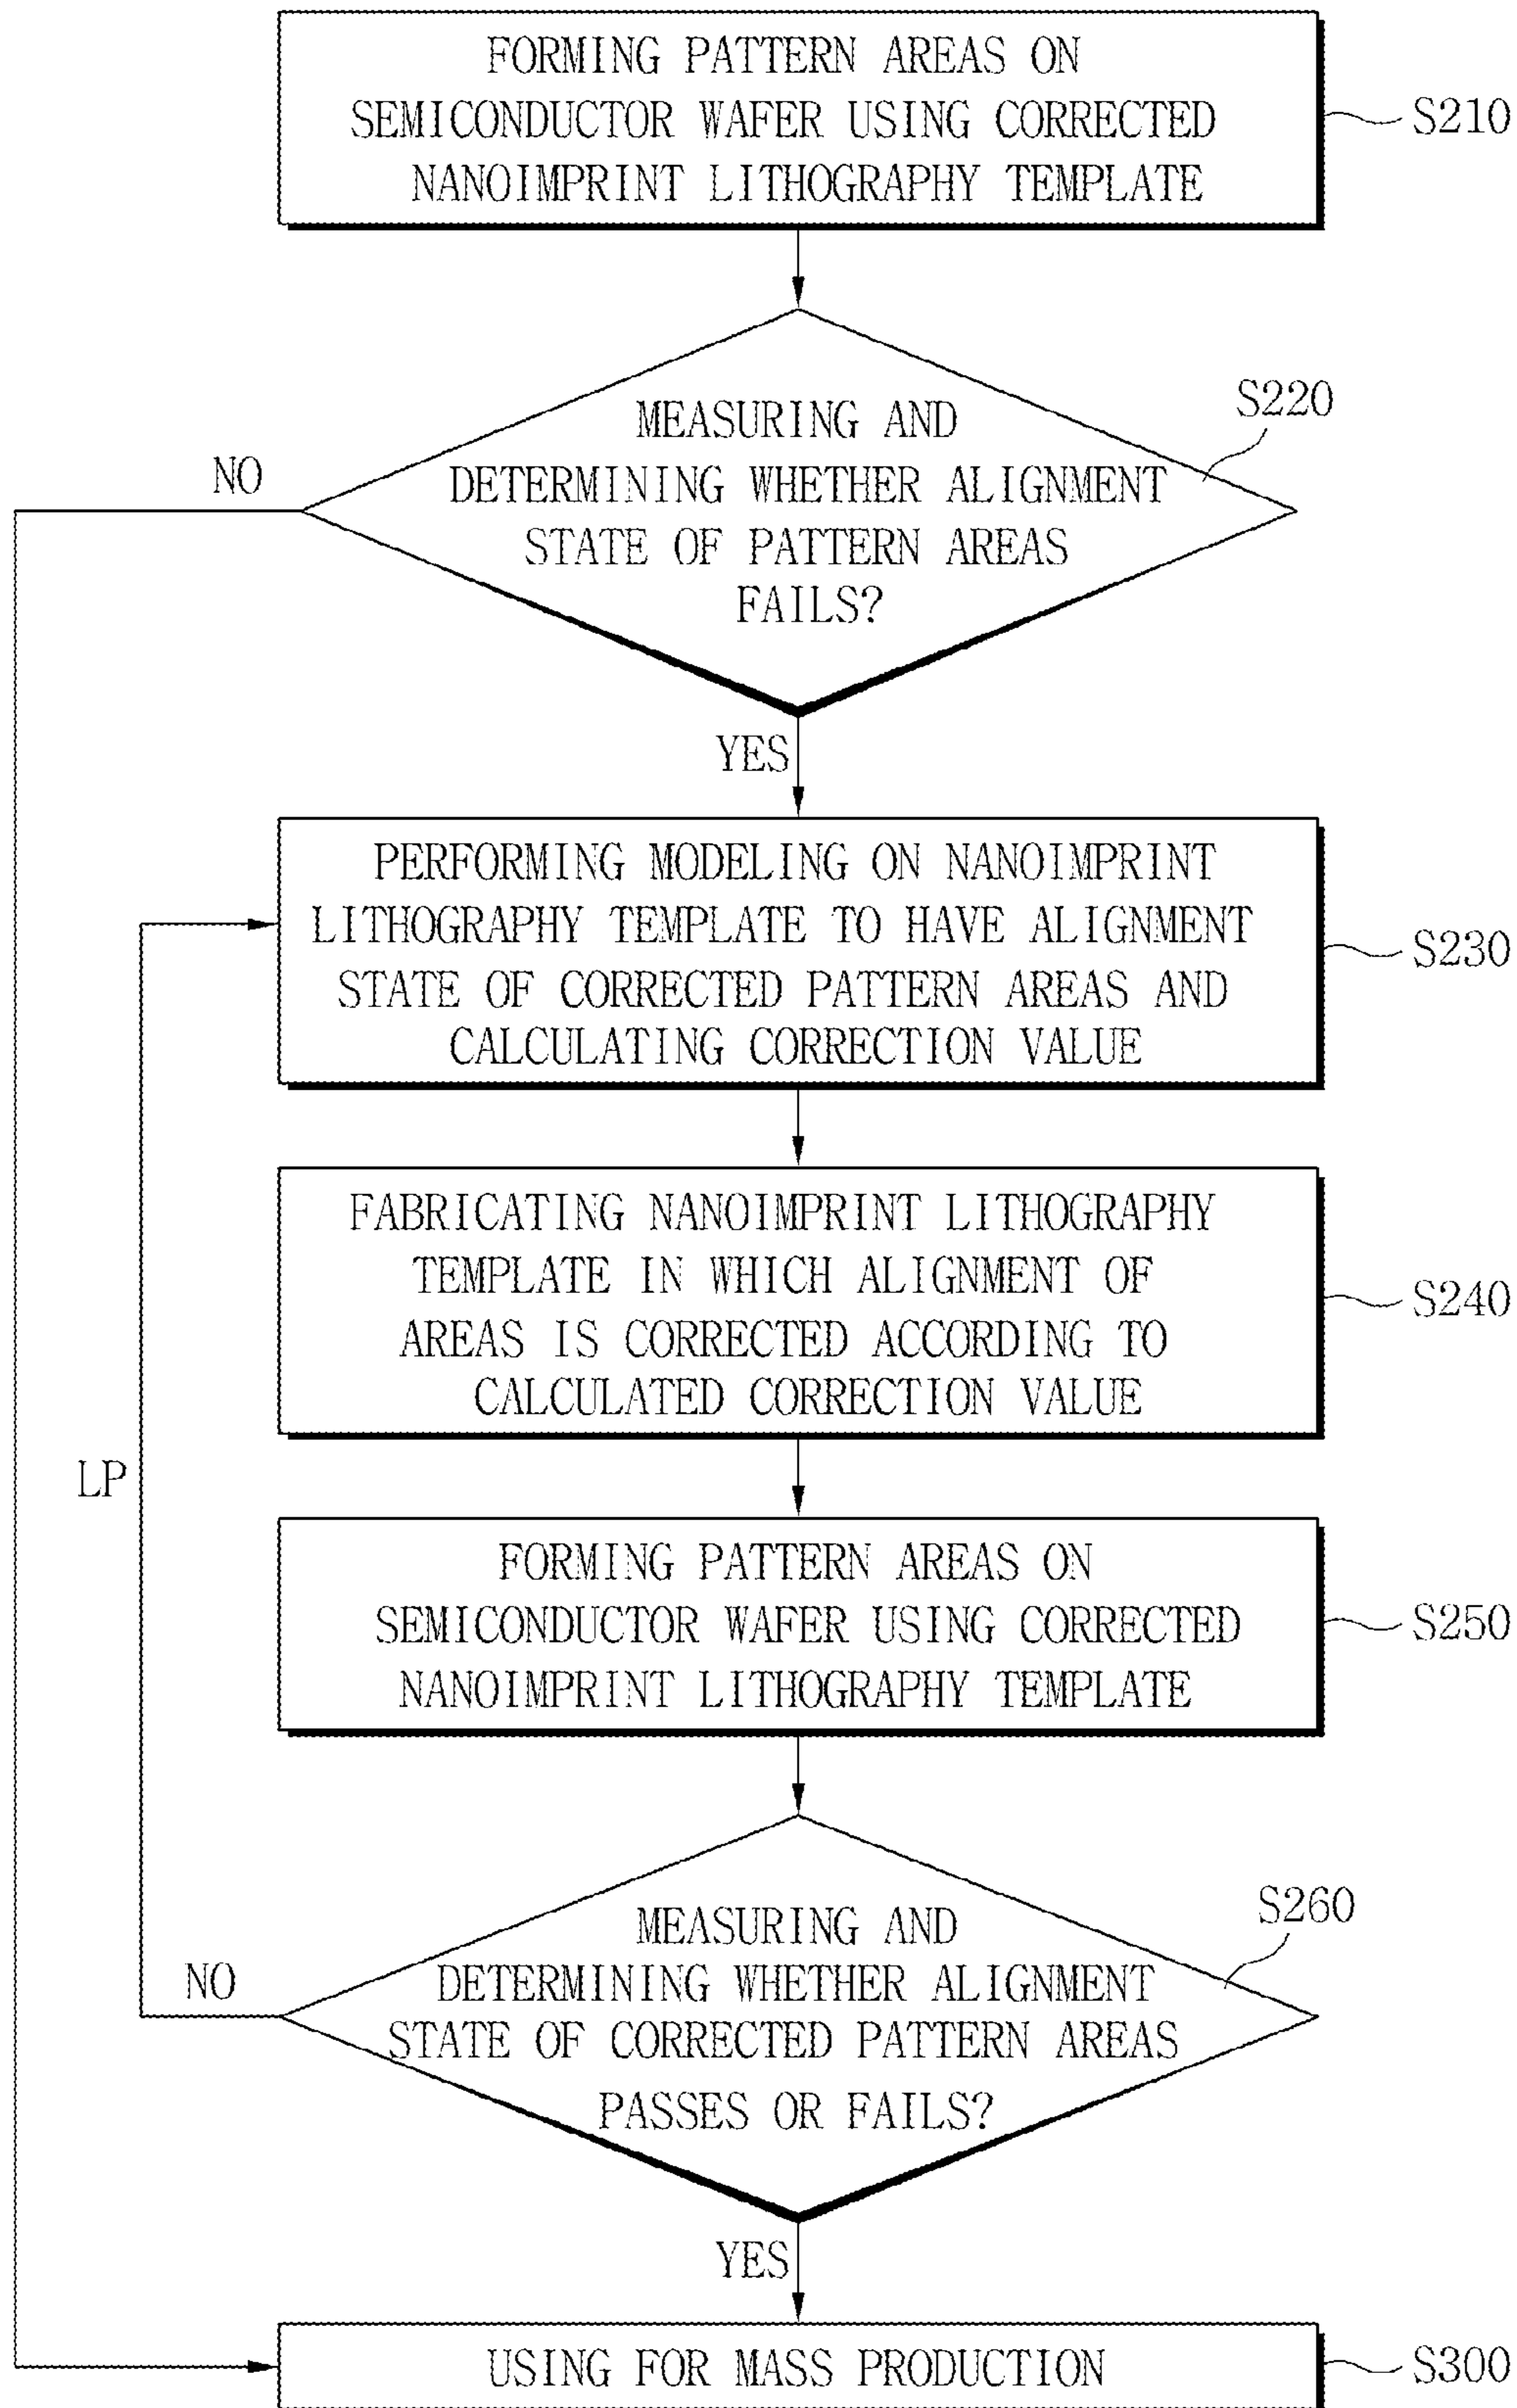 FORMING PATTERN AREAS ON
SEMICONDUCTOR WAFER USING CORRECTED
NANOIMPRINT LITHOGRAPHY TEMPLATE
S210
S220
MEASURING AND
DETERMINING WHETHER ALIGNMENT
STATE OF PATTERN AREAS
FAILS?
NO
YES
PERFORMING MODELING ON NANOIMPRINT
LITHOGRAPHY TEMPLATE TO HAVE ALIGNMENT
STATE OF CORRECTED PATTERN AREAS AND
CALCULATING CORRECTION VALUE
S230
FABRICATING NANOIMPRINT LITHOGRAPHY
TEMPLATE IN WHICH ALIGNMENT OF
AREAS IS CORRECTED ACCORDING TO
CALCULATED CORRECTION VALUE
S240
LP
FORMING PATTERN AREAS ON
SEMICONDUCTOR WAFER USING CORRECTED
NANOIMPRINT LITHOGRAPHY TEMPLATE
S250
S260
MEASURING AND
DETERMINING WHETHER ALIGNMENT
STATE OF CORRECTED PATTERN AREAS
PASSES OR FAILS?
NO
YES
USING FOR MASS PRODUCTION
S300